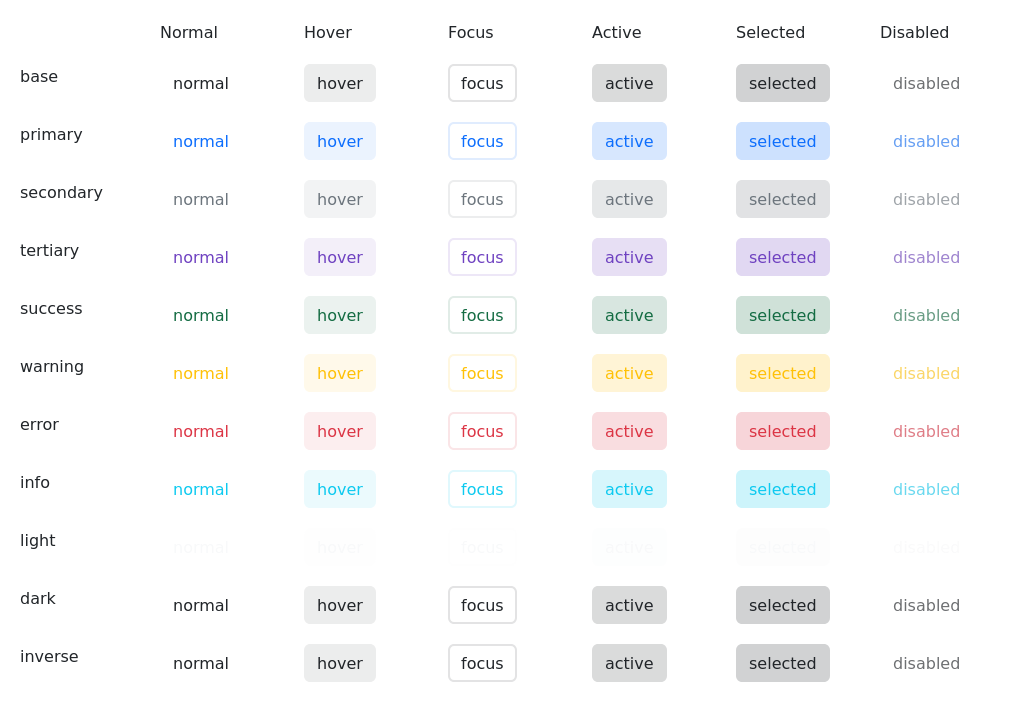 Normal Hover Focus Active Selected Disabled
base normal hover focus active selected disabled
primary normal hover focus active selected disabled
secondary normal hover focus active selected disabled
tertiary normal hover focus active selected disabled
success normal hover focus active selected disabled
warning normal hover focus active selected disabled
error normal hover focus active selected disabled
info normal hover focus active selected disabled
light normal hover focus active selected disabled
dark normal hover focus active selected disabled
inverse normal hover focus active selected disabled